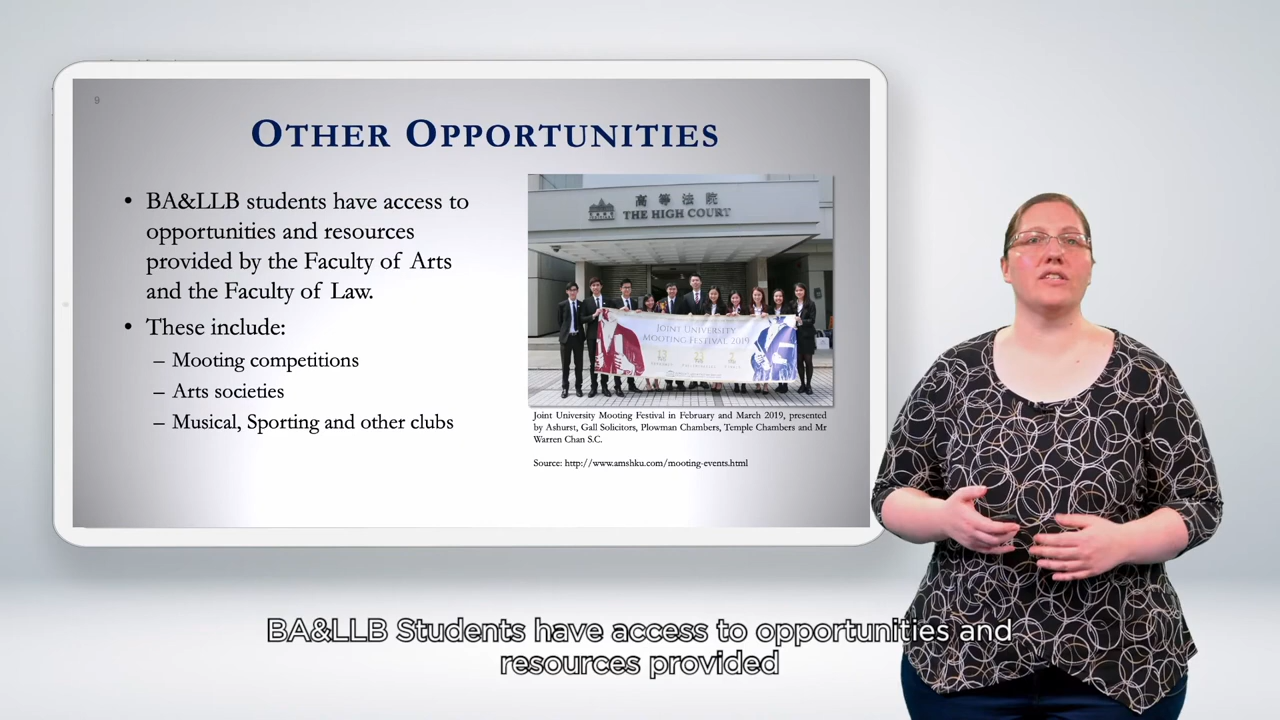 9
OTHER OPPORTUNITIES
• BA&LLB students have access to
opportunities and resources
provided by the Faculty of Arts
and the Faculty of Law.
• These include:
– Mooting competitions
– Arts societies
– Musical, Sporting and other clubs
高等法院
THE HIGH COURT
JOINT UNIVERSITY
MOOTING FESTIVAL 2019
Joint University Mooting Festival in February and March 2019, presented
by Ashurst, Gall Solicitors, Plowman Chambers, Temple Chambers and Mr
Warren Chan S.C.
Source: http://www.amshku.com/mooting-events.html
BA&LLB Students have access to opportunities and
resources provided